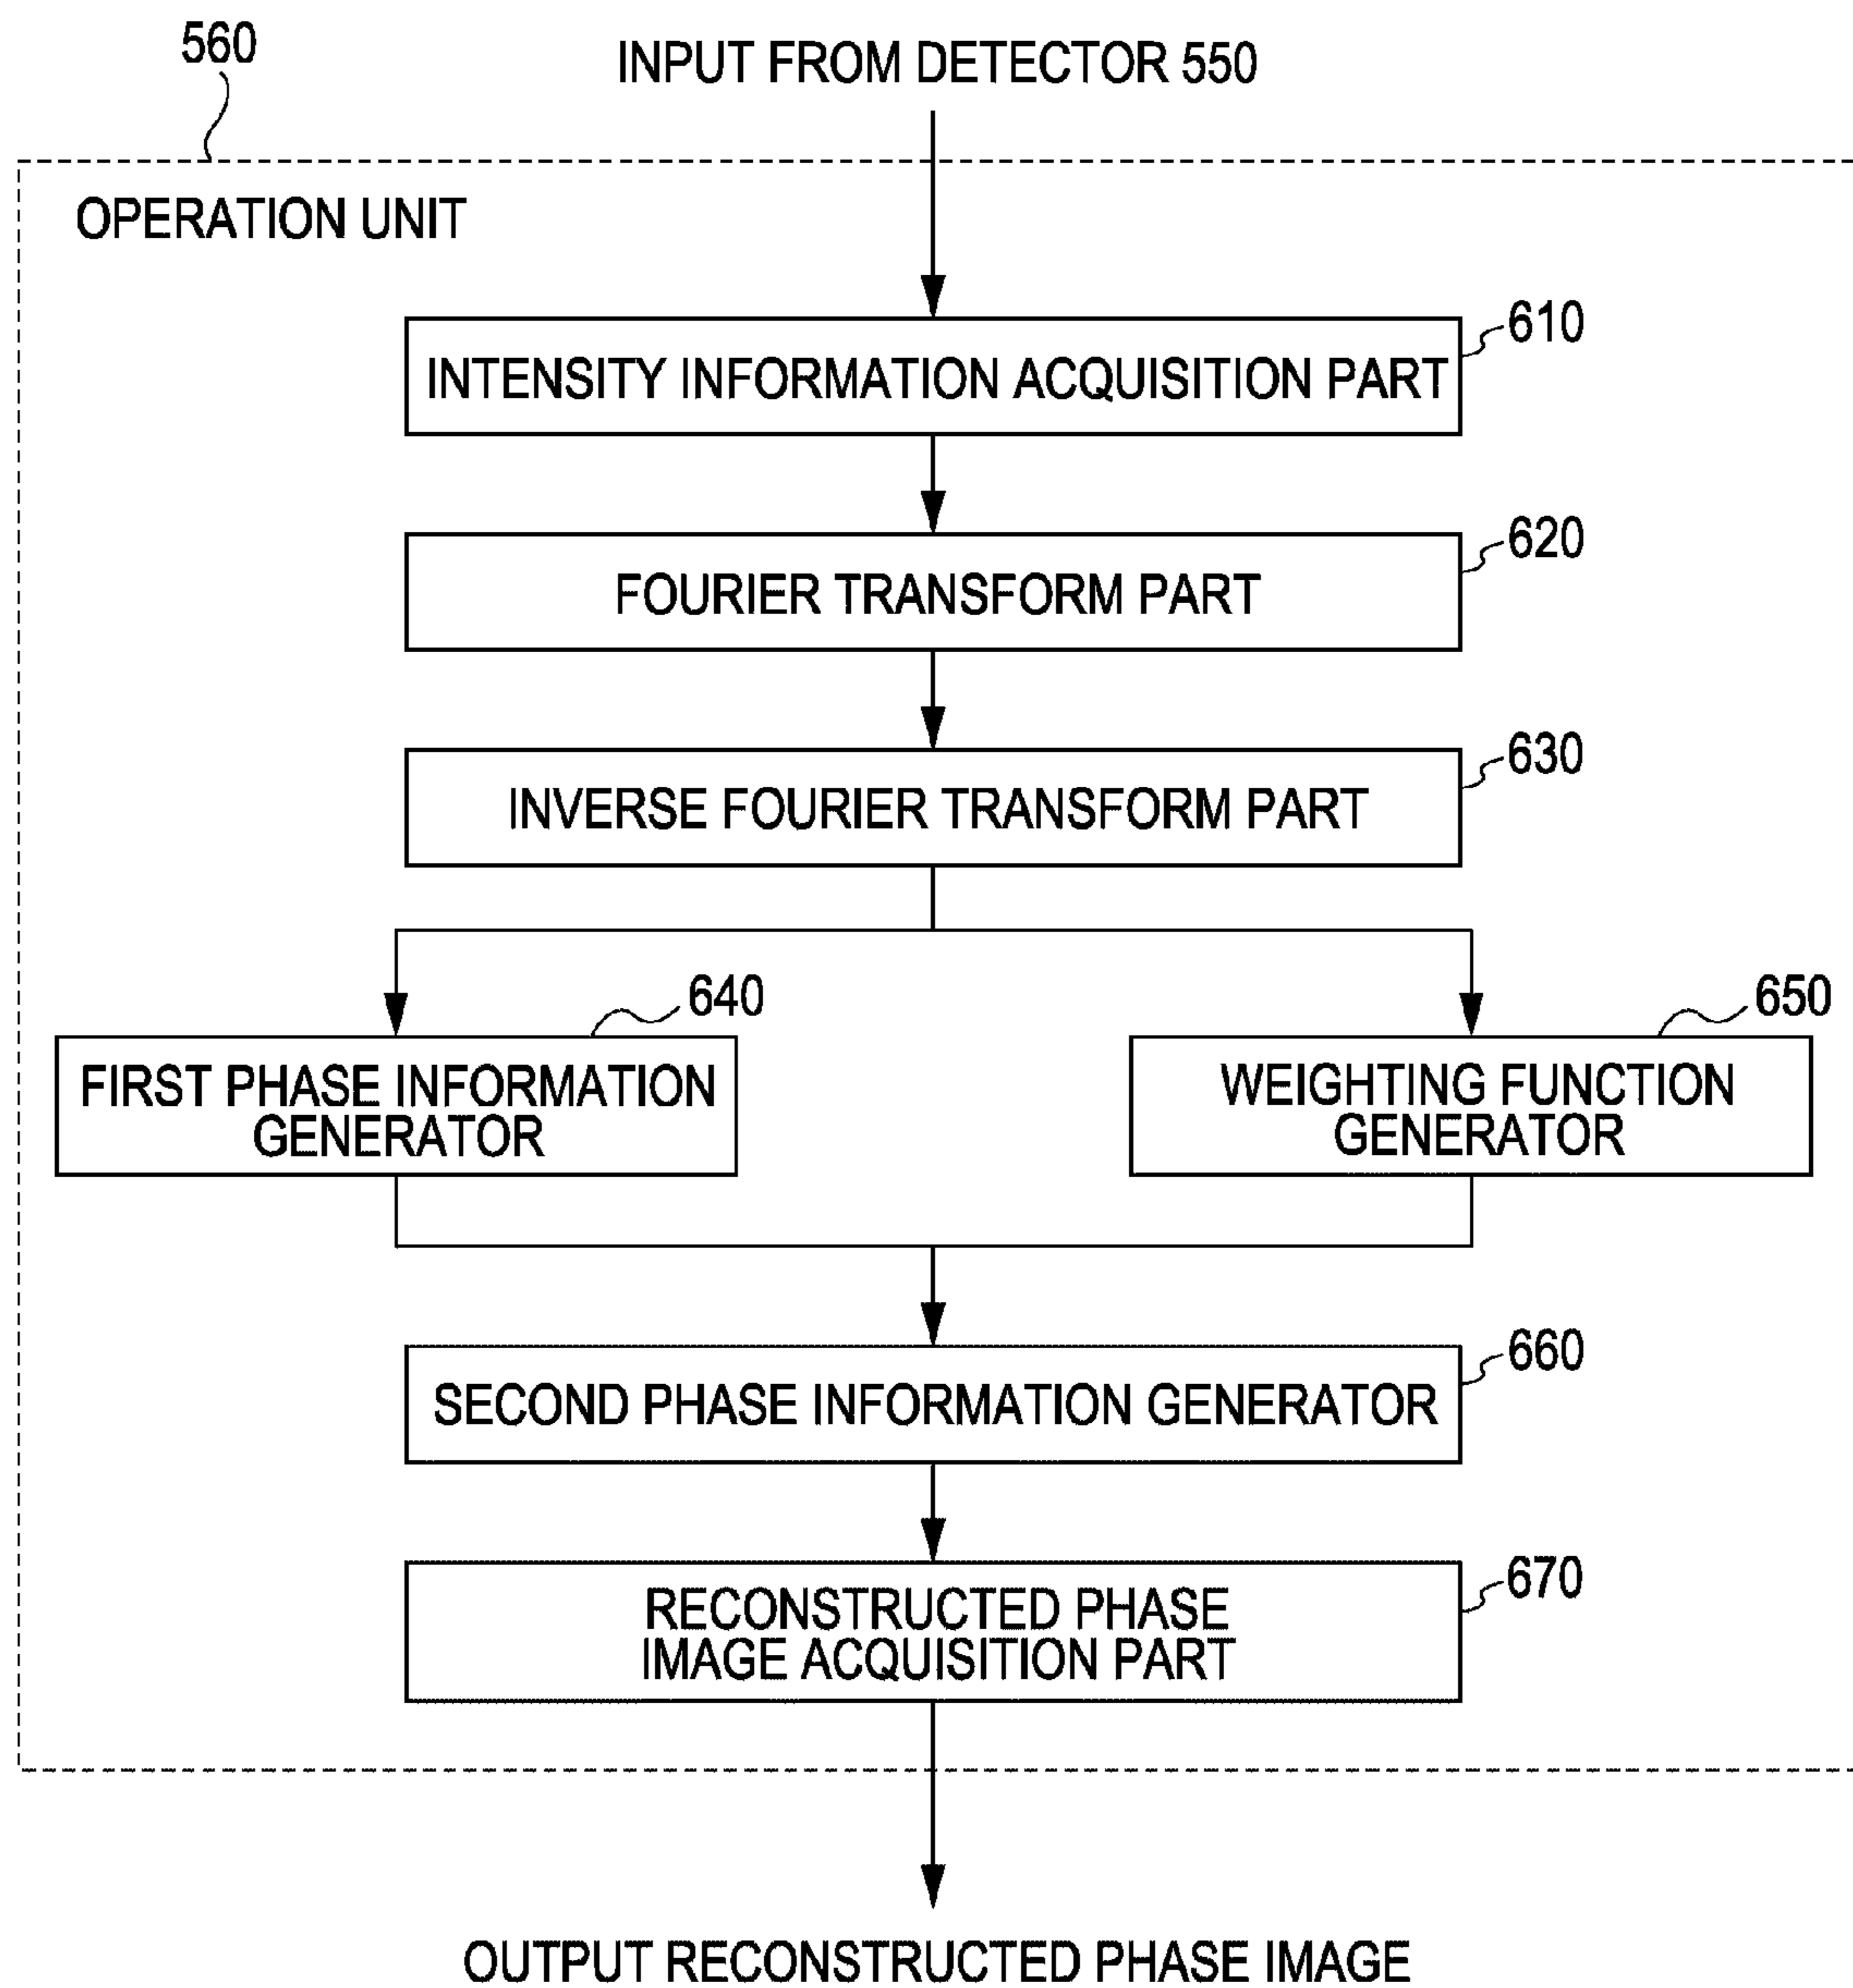 560
INPUT FROM DETECTOR 550
OPERATION UNIT
610
INTENSITY INFORMATION ACQUISITION PART
620
FOURIER TRANSFORM PART
630
INVERSE FOURIER TRANSFORM PART
640
FIRST PHASE INFORMATION
GENERATOR
650
WEIGHTING FUNCTION
GENERATOR
660
SECOND PHASE INFORMATION GENERATOR
670
RECONSTRUCTED PHASE
IMAGE ACQUISITION PART
OUTPUT RECONSTRUCTED PHASE IMAGE